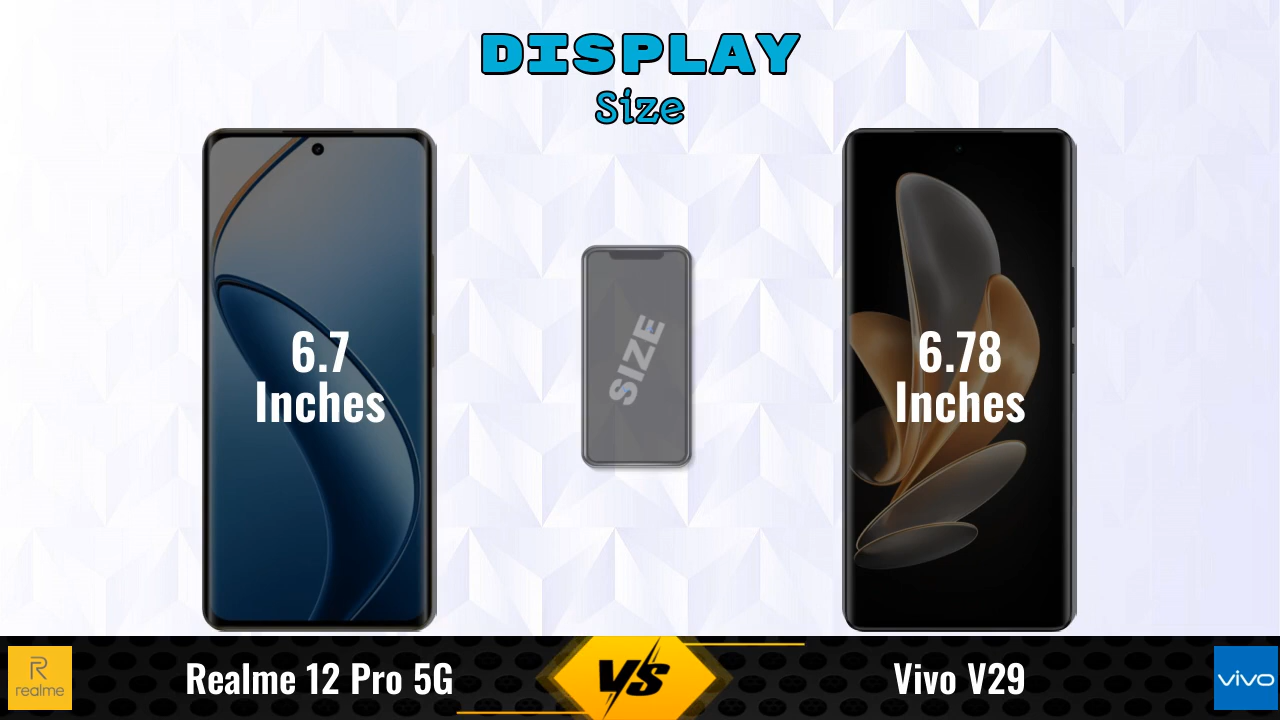 DISPLAY
Size
6.7
Inches
SIZE
6.78
Inches
realme
Realme 12 Pro 5G
VS
Vivo V29
vivo